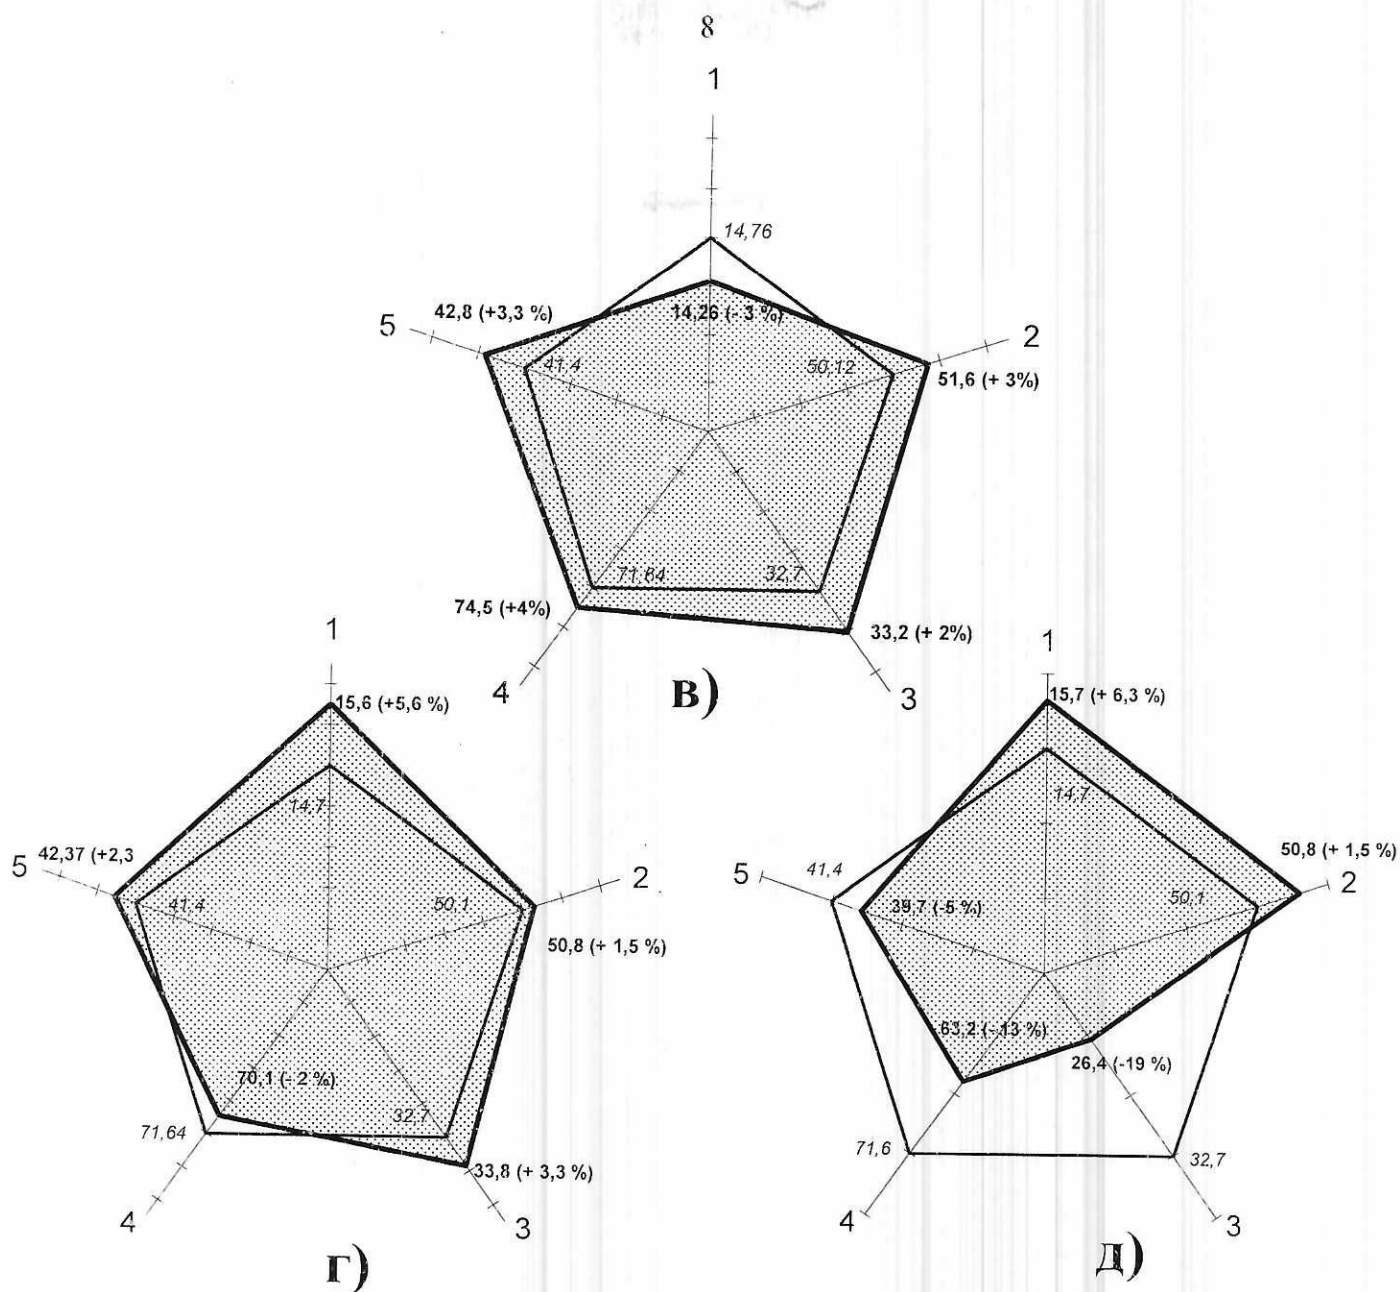 8
1
14,76
42,8 (+3,3 %)
14,26 (- 3 %)
5
2
41,4
50,12
51,6 (+ 3%)
71,64
32,7
74,5 (+4%)
33,2 (+ 2%)
4
3
в)
1
15,6 (+5,6 %)
14,7
42,37 (+2,3
5
2
41,4
50,1
50,8 (+ 1,5 %)
70,1 (- 2 %)
32,7
71,64
33,8 (+ 3,3 %)
4
3
г)
1
15,7 (+ 6,3 %)
14,7
50,8 (+ 1,5 %)
5
41,4
2
39,7 (-5 %)
50,1
63,2 (- 13 %)
26,4 (-19 %)
71,6
32,7
4
3
д)